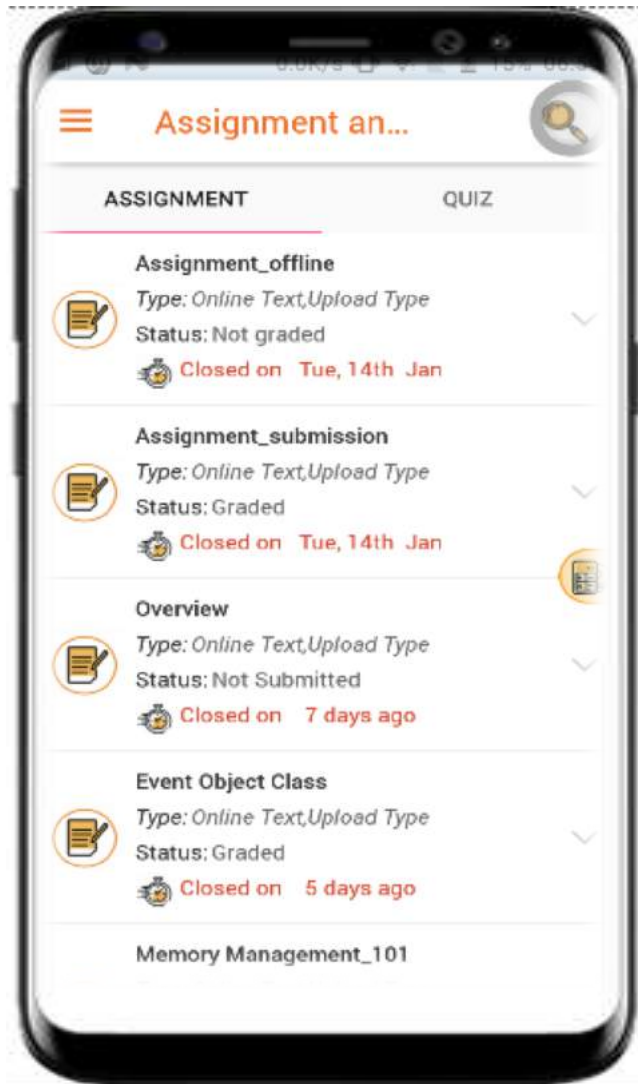 Assignment an...
ASSIGNMENT QUIZ
Assignment_offline
Type: Online Text,Upload Type
Status: Not graded
Closed on Tue, 14th Jan
Assignment_submission
Type: Online Text,Upload Type
Status: Graded
Closed on Tue, 14th Jan
Overview
Type: Online Text,Upload Type
Status: Not Submitted
Closed on 7 days ago
Event Object Class
Type: Online Text,Upload Type
Status: Graded
Closed on 5 days ago
Memory Management_101